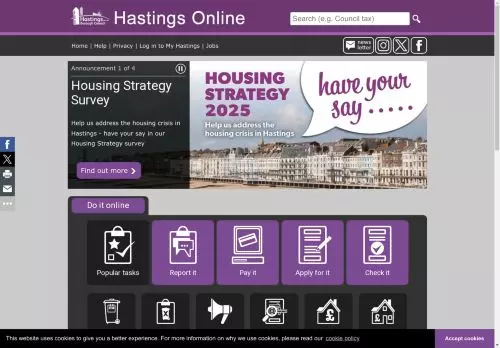 Hastings
Borough Council
Hastings Online
Search (e.g. Council tax)
Home | Help | Privacy | Log in to My Hastings | Jobs
news
letter
Announcement 1 of 4
Housing Strategy
Survey
Help us address the housing crisis in
Hastings - have your say in our
Housing Strategy survey
Find out more
HOUSING
STRATEGY
2025
Help us address the
housing crisis in Hastings
have your
say .....
Do it online
Popular tasks
Report it
Pay it
Apply for it
Check it
This website uses cookies to give you a better experience. For more information on why we use cookies, please read our cookie policy
Accept cookies